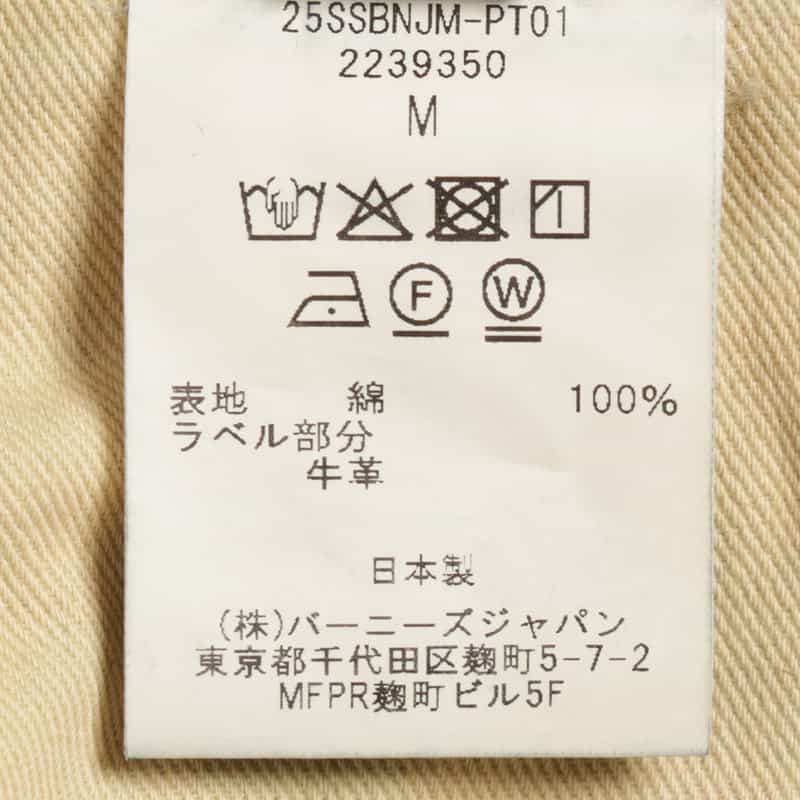 25SSBNJM-PT01
2239350
M
F W
表地 綿 100%
ラベル部分
牛革
日本製
(株)バーニーズジャパン
東京都千代田区麹町5-7-2
MFPR麹町ビル5F